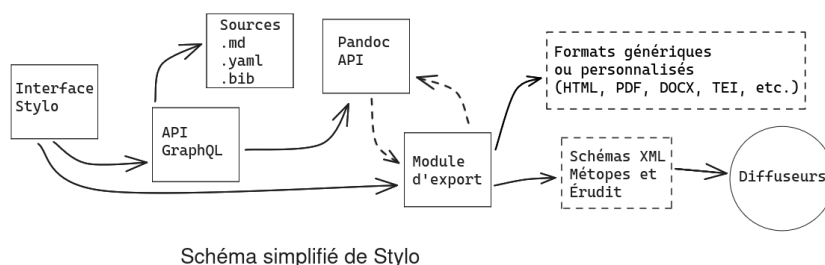 Sources
.md
.yaml
.bib
Pandoc
API
Formats génériques
ou personnalisés
(HTML, PDF, DOCX, TEI, etc.)
Interface
Stylo
API
GraphQL
Module
d'export
Schémas XML
Métopes et
Érudit
Diffuseurs
Schéma simplifié de Stylo